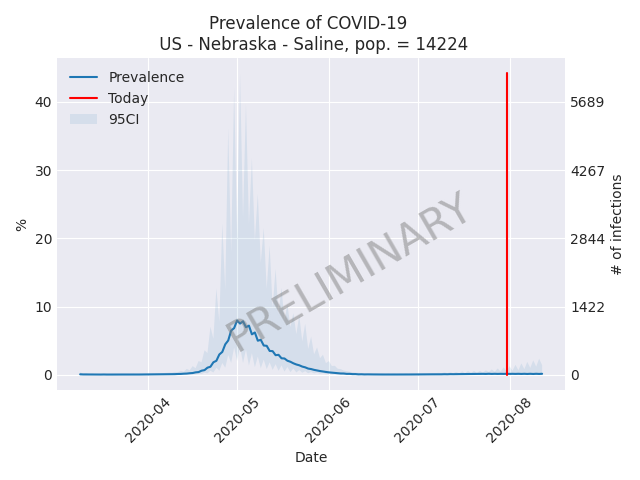 Prevalence of COVID-19
US - Nebraska - Saline, pop. = 14224
Prevalence
Today
95CI
40
30
20
10
0
%
5689
4267
2844
1422
0
# of infections
PRELIMINARY
2020-04
2020-05
2020-06
2020-07
2020-08
Date